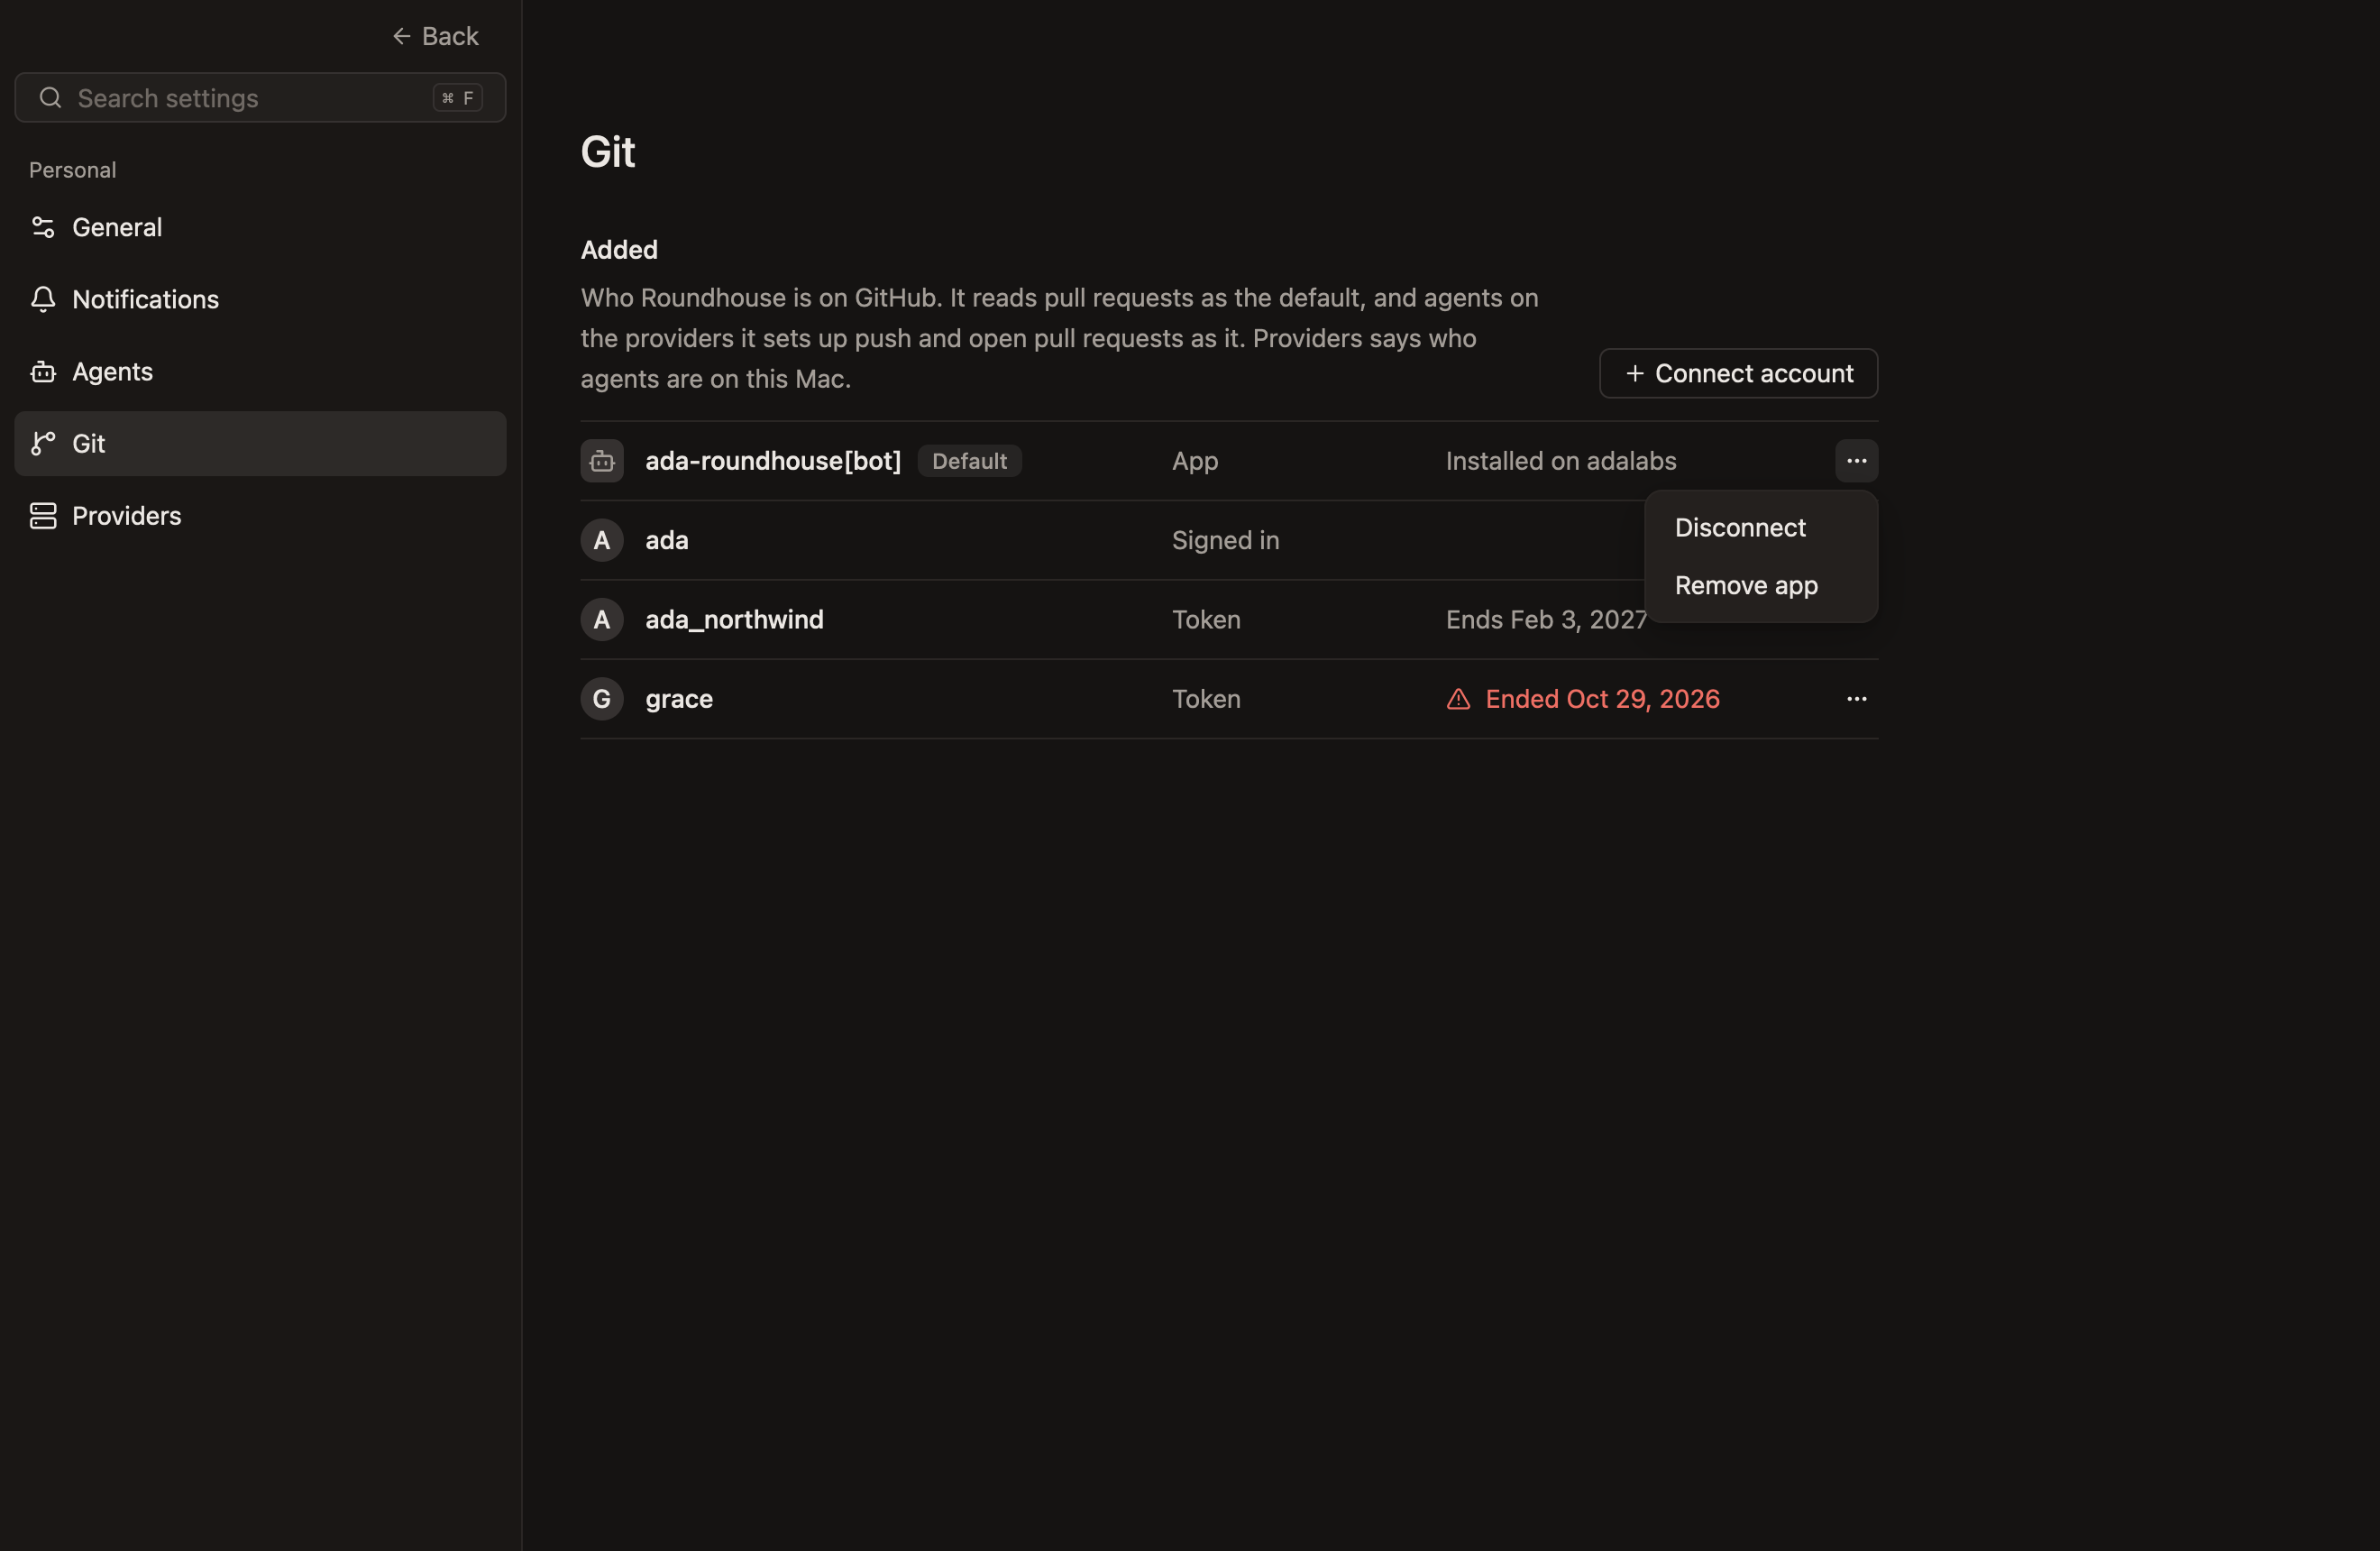 Back
Search settings
⌘ F
Personal
General
Notifications
Agents
Git
Providers
Git
Added
Who Roundhouse is on GitHub. It reads pull requests as the default, and agents on
the providers it sets up push and open pull requests as it. Providers says who
agents are on this Mac.
+ Connect account
ada-roundhouse[bot] Default App Installed on adalabs
Disconnect
Remove app
A ada Signed in
A ada_northwind Token Ends Feb 3, 2027
G grace Token Ended Oct 29, 2026